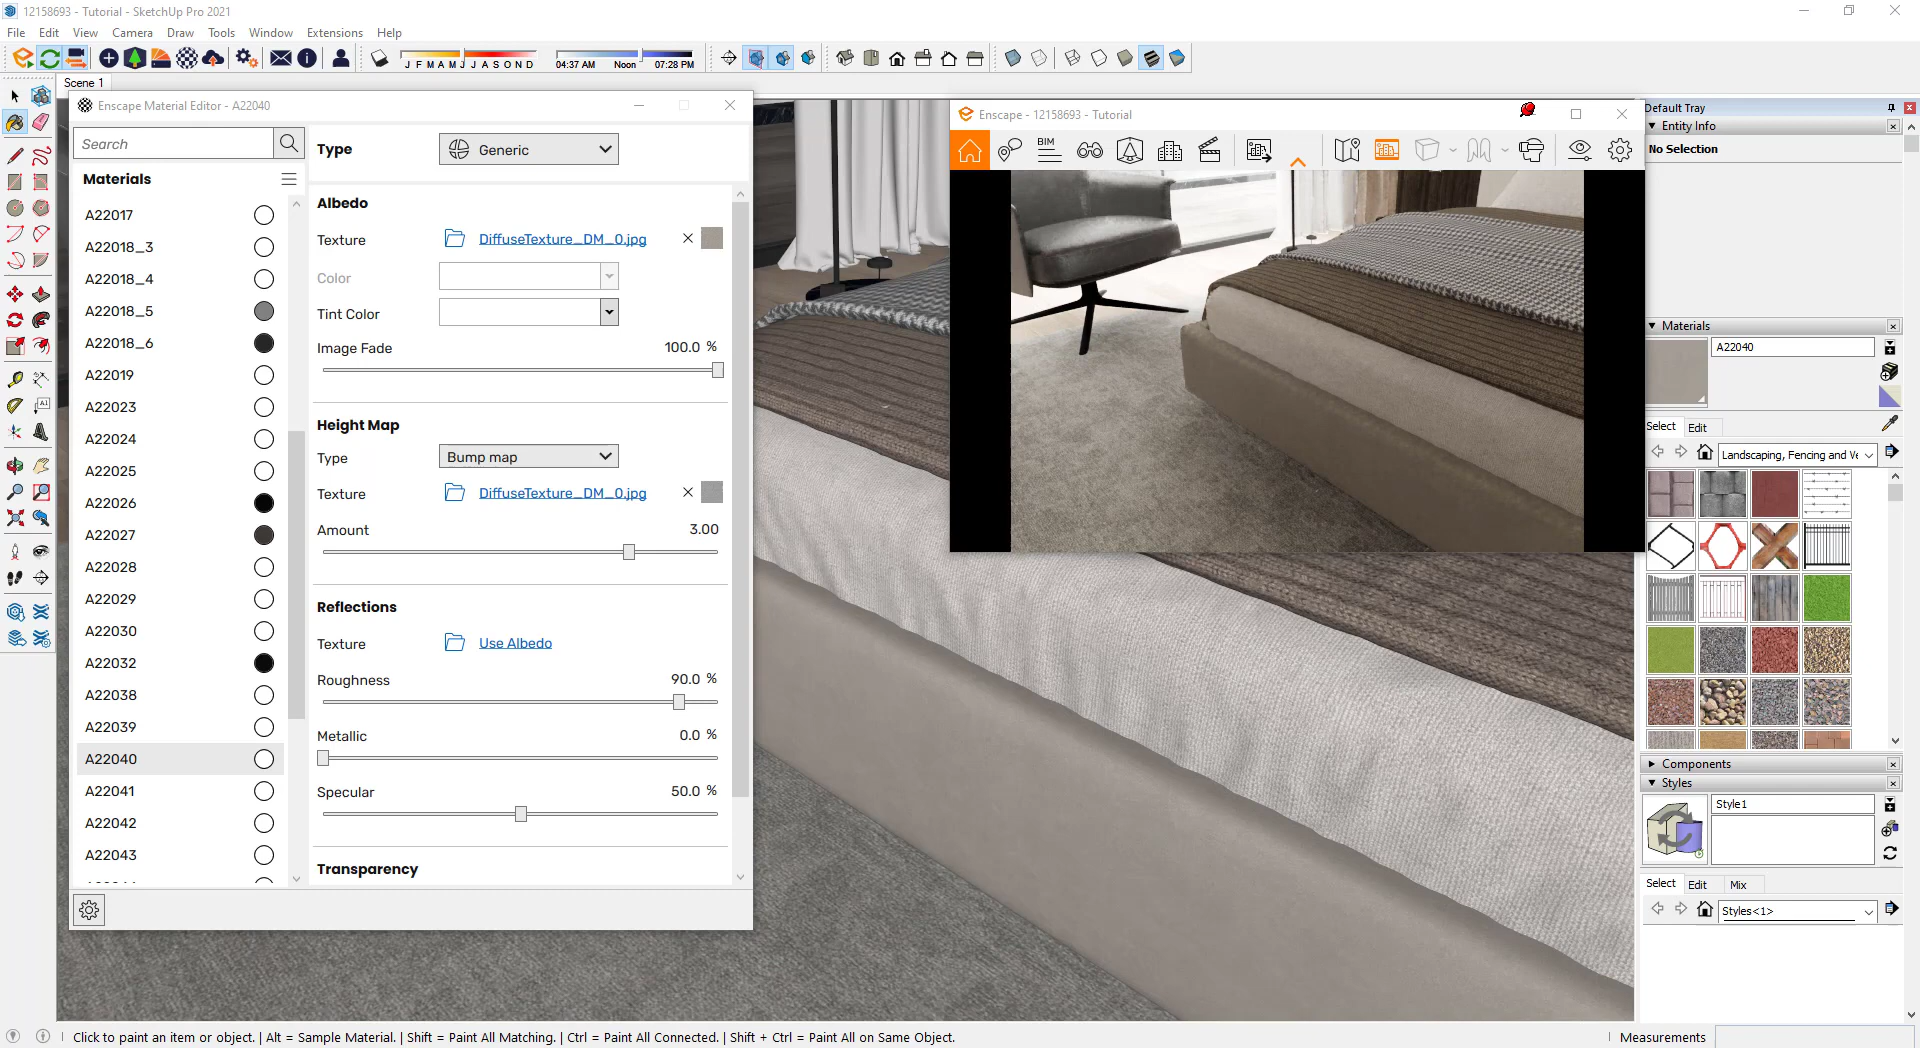 12158693 - Tutorial - SketchUp Pro 2021
File Edit View Camera Draw Tools Window Extensions Help
J F M A M J J A S O N D
04:37 AM Noon 07:28 PM
Scene 1
Enscape Material Editor - A22040
Search
Materials
A22017
A22018_3
A22018_4
A22018_5
A22018_6
A22019
A22023
A22024
A22025
A22026
A22027
A22028
A22029
A22030
A22032
A22038
A22039
A22040
A22041
A22042
A22043
Type Generic
Albedo
Texture DiffuseTexture_DM_0.jpg
Color
Tint Color
Image Fade 100.0 %
Height Map
Type Bump map
Texture DiffuseTexture_DM_0.jpg
Amount 3.00
Reflections
Texture Use Albedo
Roughness 90.0 %
Metallic 0.0 %
Specular 50.0 %
Transparency
Enscape - 12158693 - Tutorial
BIM
Default Tray
Entity Info
No Selection
Materials
A22040
Select Edit
Landscaping, Fencing and Ve
Components
Styles
Style1
Select Edit Mix
Styles<1>
Click to paint an item or object. | Alt = Sample Material. | Shift = Paint All Matching. | Ctrl = Paint All Connected. | Shift + Ctrl = Paint All on Same Object.
Measurements